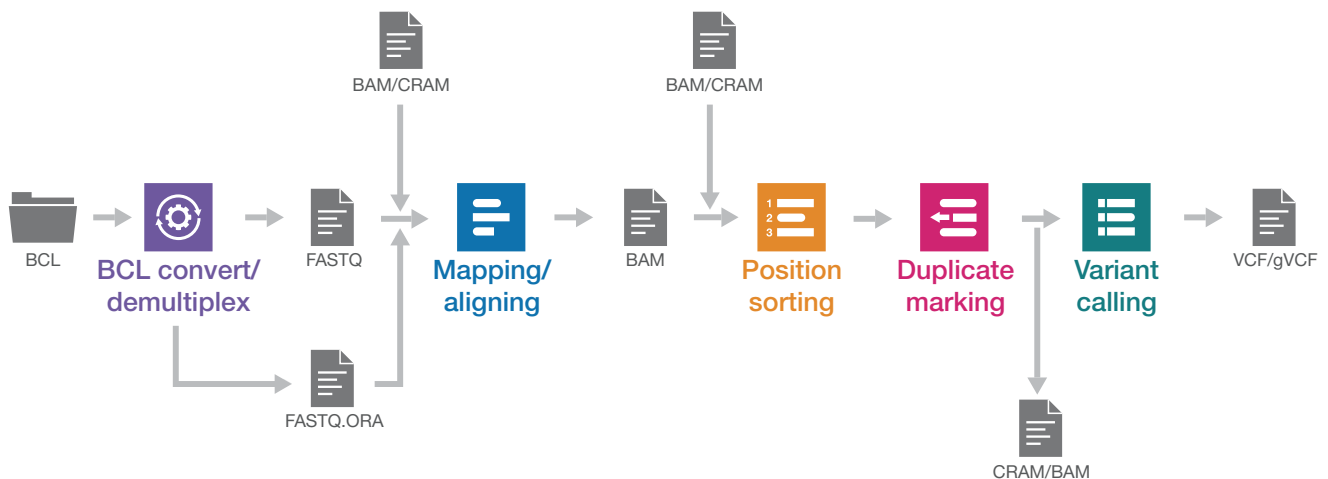 BAM/CRAM
BAM/CRAM
1
2
3
BCL
BCL convert/
demultiplex
FASTQ
Mapping/
aligning
BAM
Position
sorting
Duplicate
marking
Variant
calling
VCF/gVCF
FASTQ.ORA
CRAM/BAM